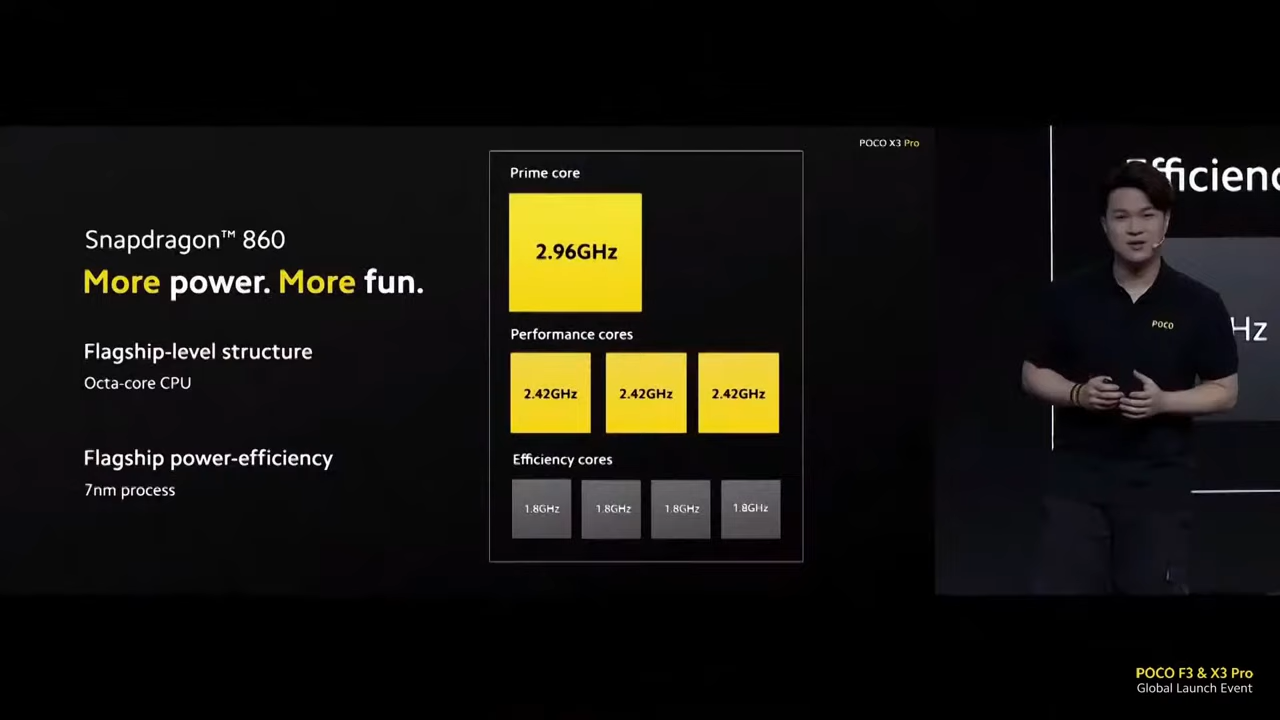 POCO X3 Pro
Snapdragon™ 860
More power. More fun.
Flagship-level structure
Octa-core CPU
Flagship power-efficiency
7nm process
Prime core
2.96GHz
Performance cores
2.42GHz 2.42GHz 2.42GHz
Efficiency cores
1.8GHz 1.8GHz 1.8GHz 1.8GHz
Efficienc
Hz
POCO
POCO F3 & X3 Pro
Global Launch Event